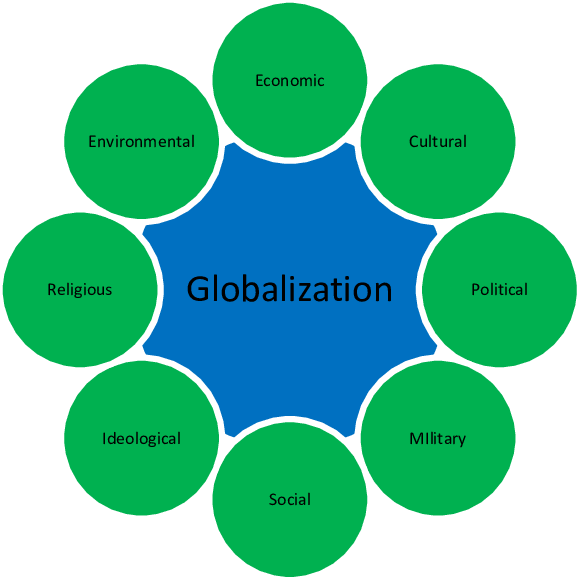 Economic
Environmental
Cultural
Religious
Globalization
Political
Ideological
MIlitary
Social